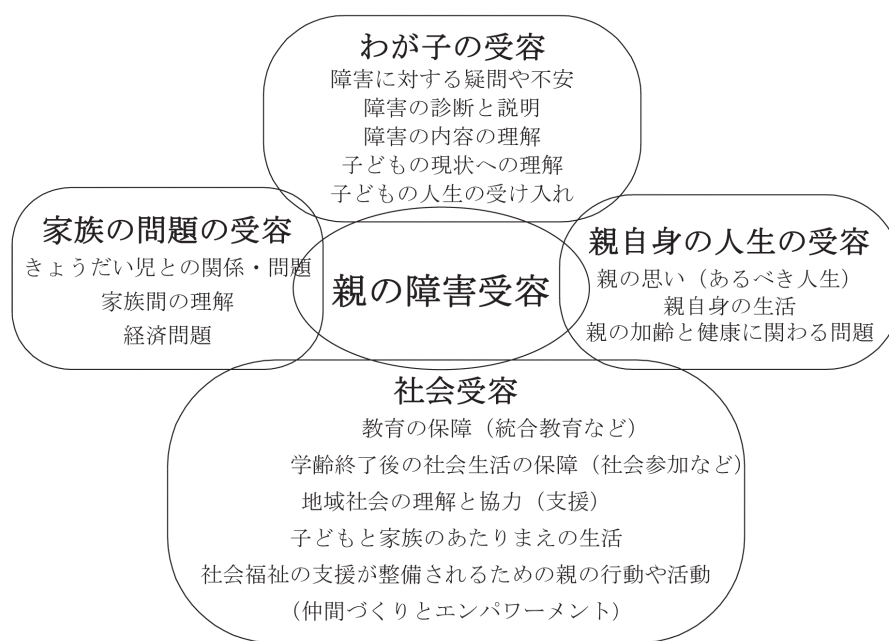 わが子の受容
障害に対する疑問や不安
障害の診断と説明
障害の内容の理解
子どもの現状への理解
子どもの人生の受け入れ
家族の問題の受容
きょうだい児との関係・問題
家族間の理解
経済問題
親の障害受容
親自身の人生の受容
親の思い（あるべき人生）
親自身の生活
親の加齢と健康に関わる問題
社会受容
教育の保障（統合教育など）
学齢終了後の社会生活の保障（社会参加など）
地域社会の理解と協力（支援）
子どもと家族のあたりまえの生活
社会福祉の支援が整備されるための親の行動や活動
（仲間づくりとエンパワーメント）